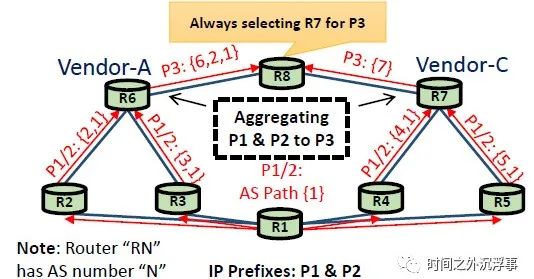 Always selecting R7 for P3
Vendor-A
P3: {6,2,1}
P3: {7}
Vendor-C
R8
R6
R7
Aggregating
P1 & P2 to P3
P1/2: {2,1}
P1/2: {3,1}
P1/2: {4,1}
P1/2: {5,1}
P1/2:
AS Path {1}
R2
R3
R1
R4
R5
Note: Router “RN”
has AS number “N”
IP Prefixes: P1 & P2
时间之外沉浮事